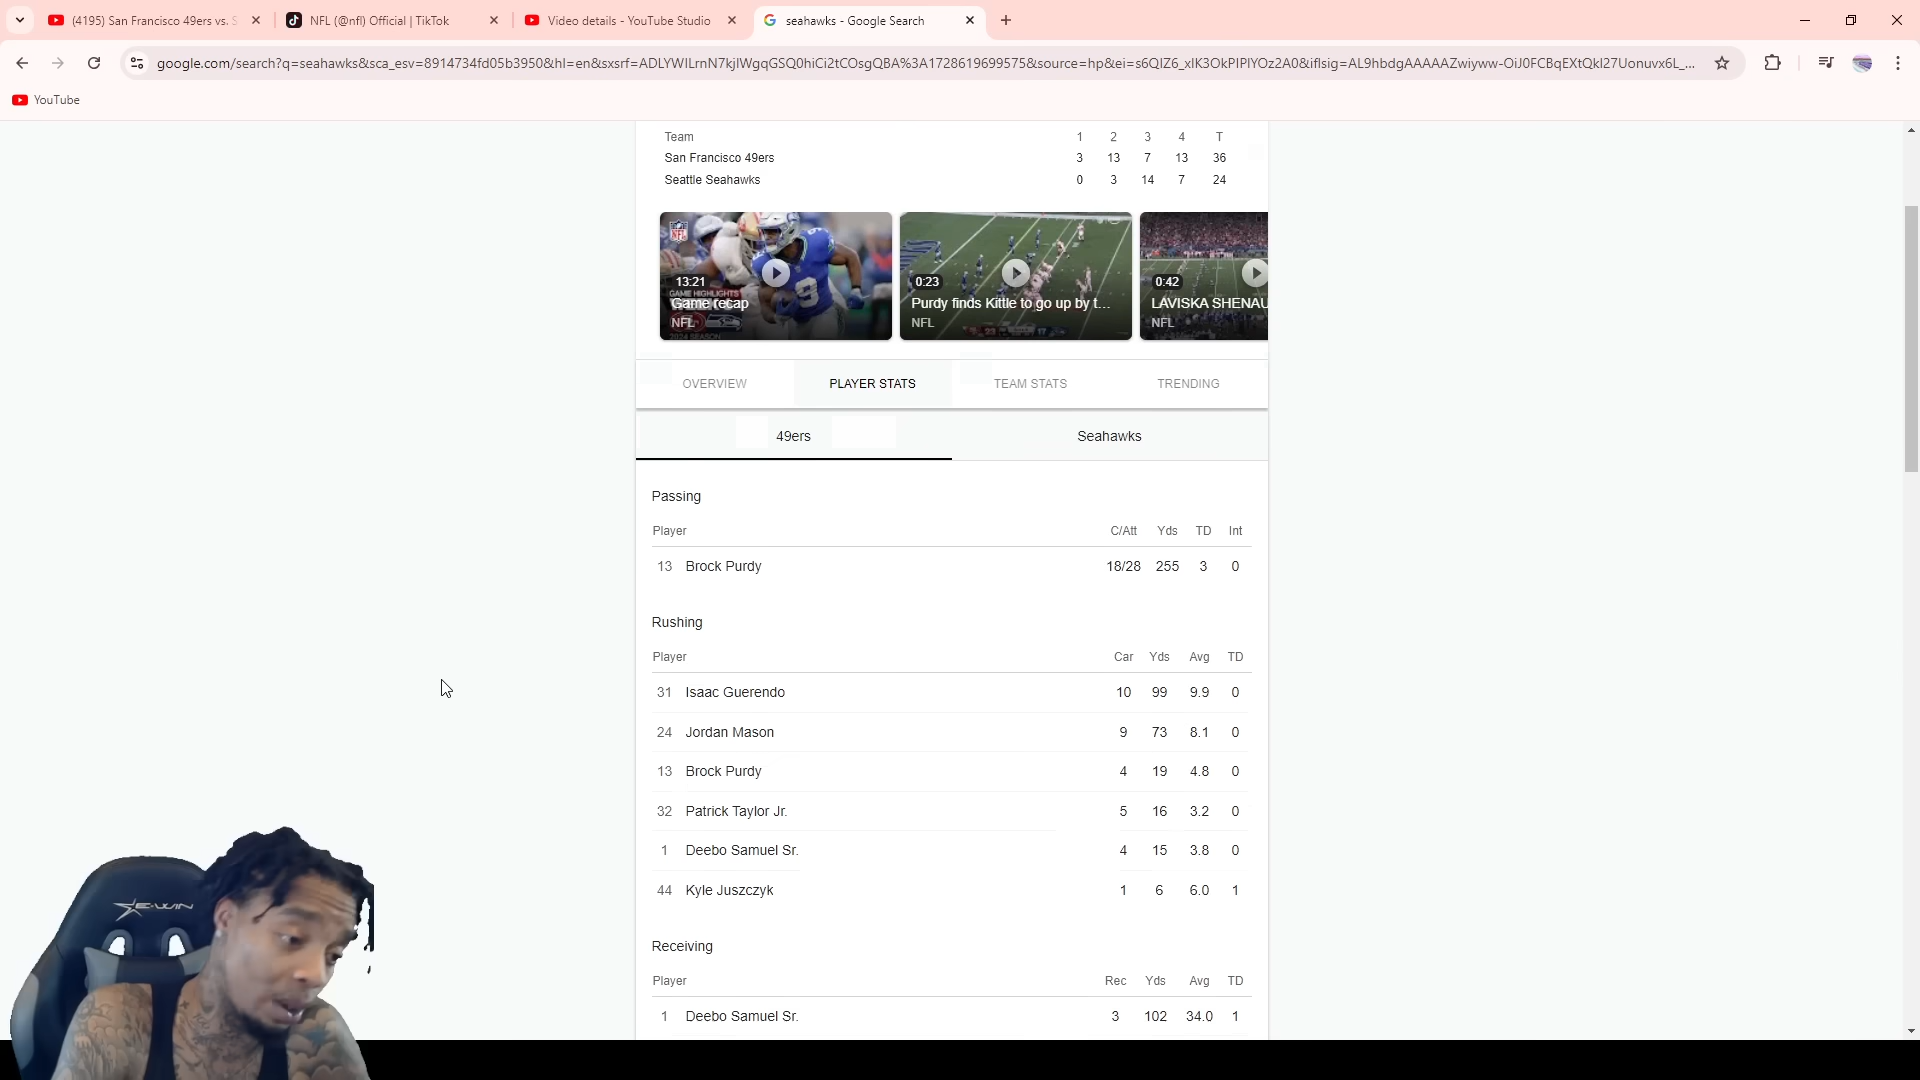 (4195) San Francisco 49ers vs. S
NFL (@nfl) Official | TikTok
Video details - YouTube Studio
seahawks - Google Search
google.com/search?q=seahawks&sca_esv=8914734fd05b3950&hl=en&sxsrf=ADLYWILrnN7kjIWgqGSQ0hiCi2tCOsgQBA%3A1728619699575&source=hp&ei=s6QIZ6_xIK3OkPIPlYOz2A0&iflsig=AL9hbdgAAAAAZwiyww-OiJ0FCBqEXtQkI27Uonuvx6L_...
YouTube
Team 1 2 3 4 T
San Francisco 49ers 3 13 7 13 36
Seattle Seahawks 0 3 14 7 24
NFL
13:21
GAME HIGHLIGHTS
Game recap
NFL
0:23
Purdy finds Kittle to go up by t...
NFL
0:42
LAVISKA SHENAU
NFL
OVERVIEW PLAYER STATS TEAM STATS TRENDING
49ers Seahawks
Passing
Player C/Att Yds TD Int
13 Brock Purdy 18/28 255 3 0
Rushing
Player Car Yds Avg TD
31 Isaac Guerendo 10 99 9.9 0
24 Jordan Mason 9 73 8.1 0
13 Brock Purdy 4 19 4.8 0
32 Patrick Taylor Jr. 5 16 3.2 0
1 Deebo Samuel Sr. 4 15 3.8 0
44 Kyle Juszczyk 1 6 6.0 1
Receiving
Player Rec Yds Avg TD
1 Deebo Samuel Sr. 3 102 34.0 1
E-WIN